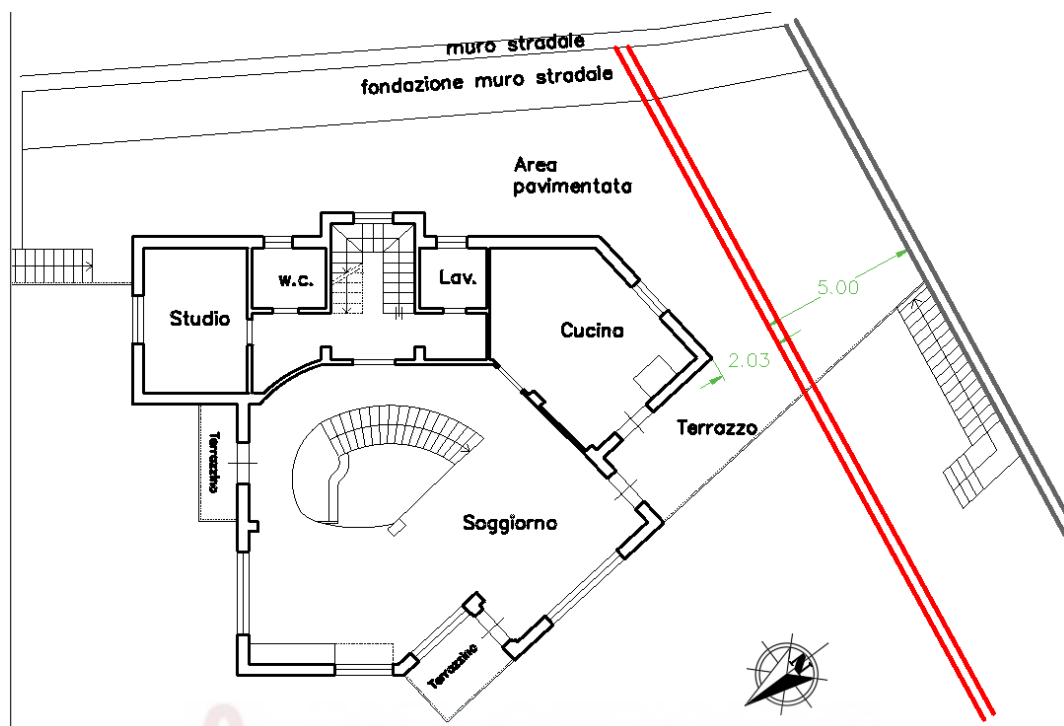 muro stradale
fondazione muro stradale
Area
pavimentata
w.c.
Lav.
Studio
Cucina
5.00
2.03
Terrazzo
Terrazzino
Soggiorno
Terrazzino
N